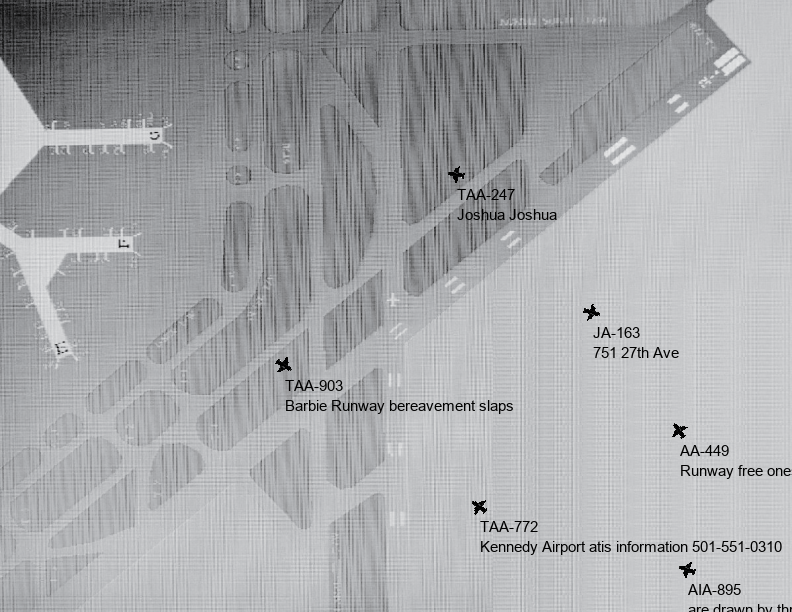 G
F
E
TAA-247
Joshua Joshua
JA-163
751 27th Ave
TAA-903
Barbie Runway bereavement slaps
AA-449
Runway free one
TAA-772
Kennedy Airport atis information 501-551-0310
AIA-895
are drawn by thr